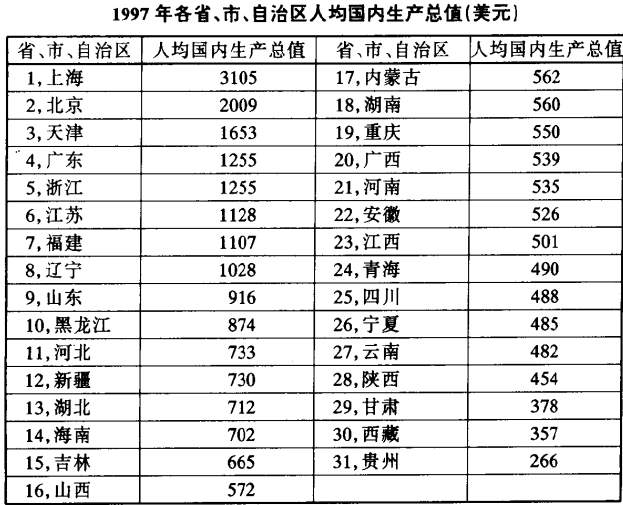 1997 年各省、市、自治区人均国内生产总值(美元)
省、市、自治区 人均国内生产总值 省、市、自治区 人均国内生产总值
1,上海 3105 17,内蒙古 562
2,北京 2009 18,湖南 560
3,天津 1653 19,重庆 550
4,广东 1255 20,广西 539
5,浙江 1255 21,河南 535
6,江苏 1128 22,安徽 526
7,福建 1107 23,江西 501
8,辽宁 1028 24,青海 490
9,山东 916 25,四川 488
10,黑龙江 874 26,宁夏 485
11,河北 733 27,云南 482
12,新疆 730 28,陕西 454
13,湖北 712 29,甘肃 378
14,海南 702 30,西藏 357
15,吉林 665 31,贵州 266
16,山西 572